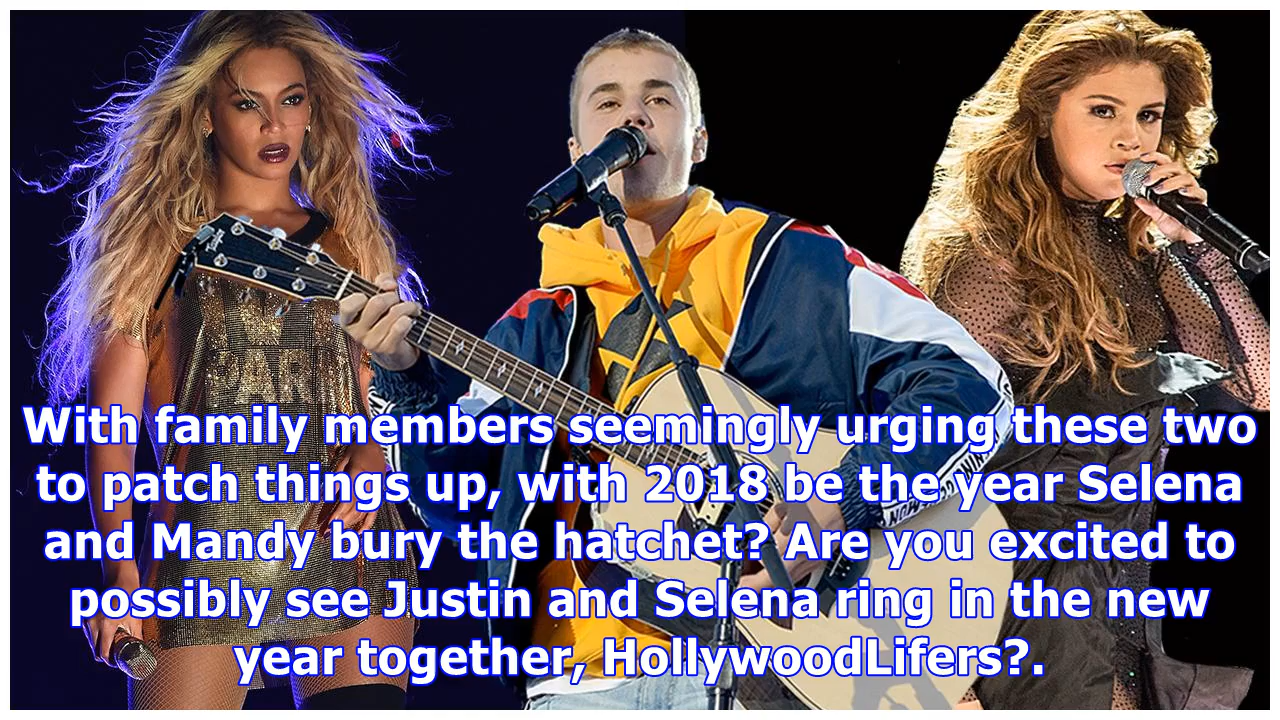 PAR
With family members seemingly urging these two
to patch things up, with 2018 be the year Selena
and Mandy bury the hatchet? Are you excited to
possibly see Justin and Selena ring in the new
year together, HollywoodLifers?.